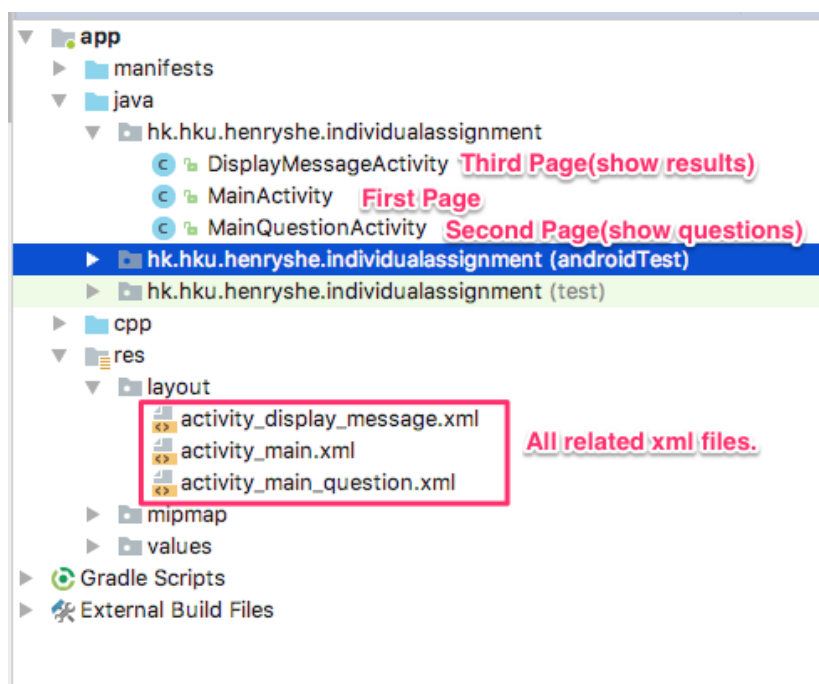 app
manifests
java
hk.hku.henryshe.individualassignment
DisplayMessageActivity Third Page(show results)
MainActivity First Page
MainQuestionActivity Second Page(show questions)
hk.hku.henryshe.individualassignment (androidTest)
hk.hku.henryshe.individualassignment (test)
cpp
res
layout
activity_display_message.xml
activity_main.xml All related xml files.
activity_main_question.xml
mipmap
values
Gradle Scripts
External Build Files